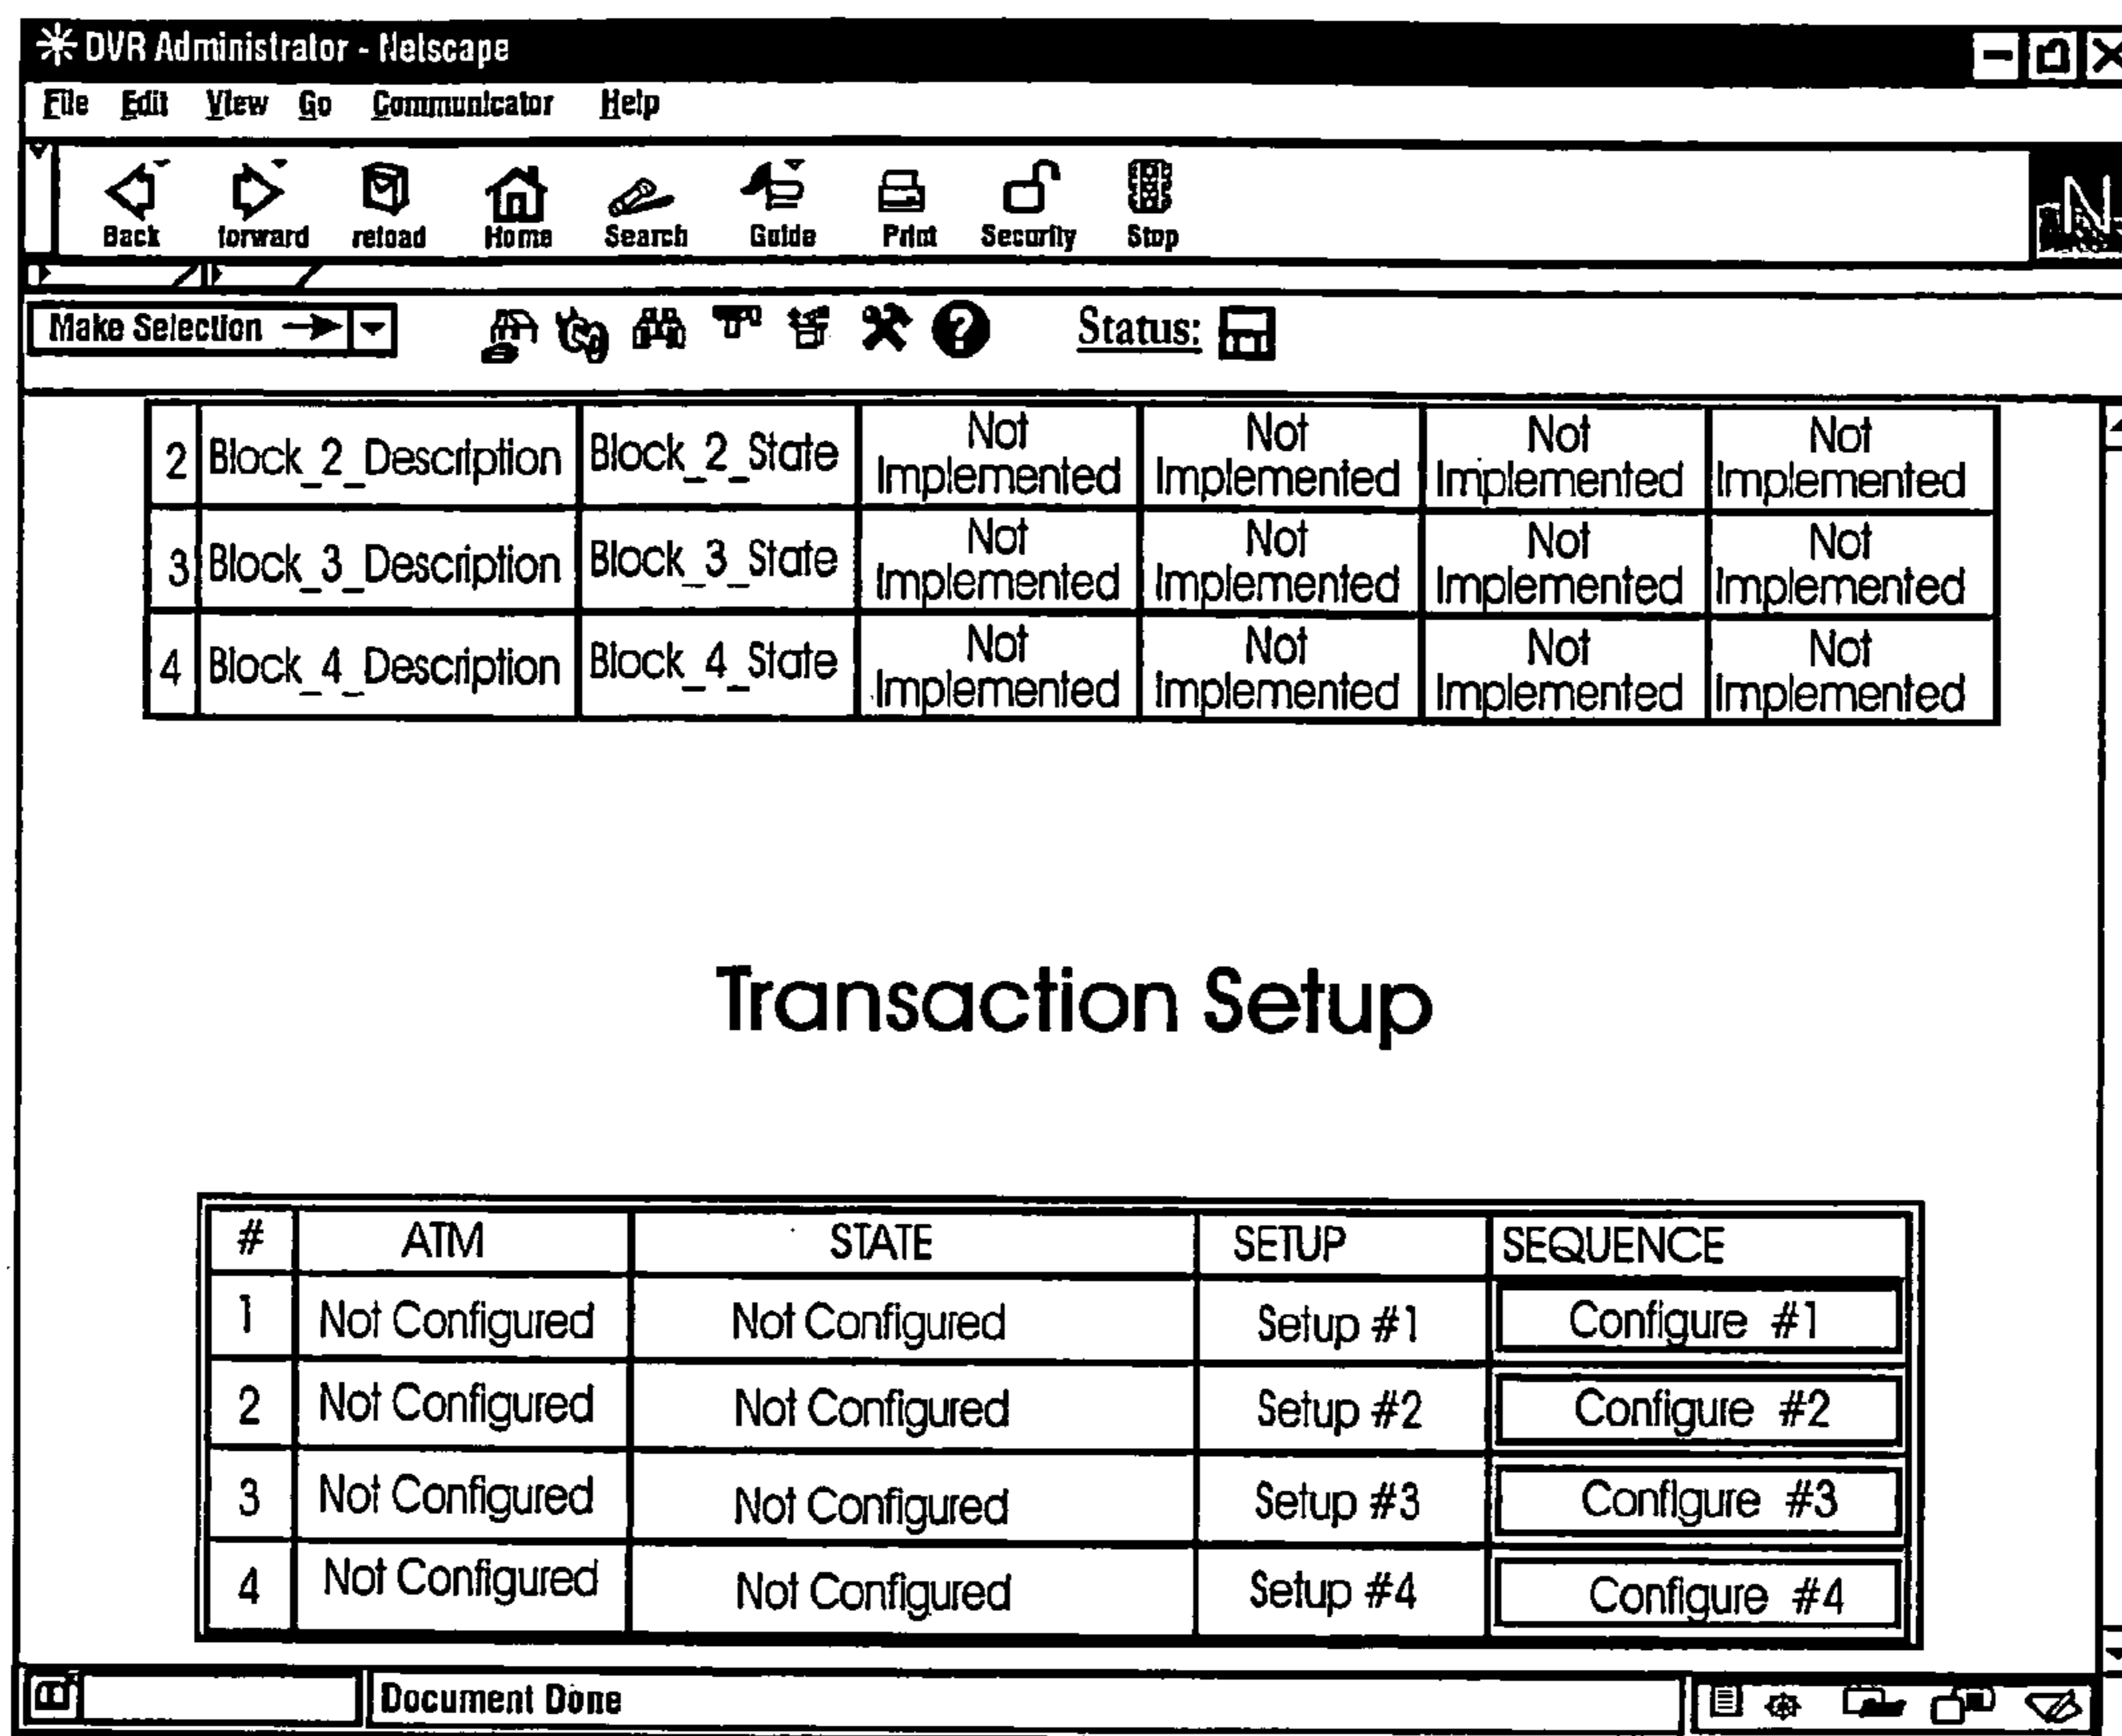 DVR Administrator - Netscape
File Edit View Go Communicator Help
Back forward reload Home Search Guide Print Security Stop
N
Make Selection ? Status:
2 Block_2_Description Block_2_State Not Implemented Not Implemented Not Implemented Not Implemented
3 Block_3_Description Block_3_State Not Implemented Not Implemented Not Implemented Not Implemented
4 Block_4_Description Block_4_State Not Implemented Not Implemented Not Implemented Not Implemented
Transaction Setup
# ATM STATE SETUP SEQUENCE
1 Not Configured Not Configured Setup #1 Configure #1
2 Not Configured Not Configured Setup #2 Configure #2
3 Not Configured Not Configured Setup #3 Configure #3
4 Not Configured Not Configured Setup #4 Configure #4
Document Done